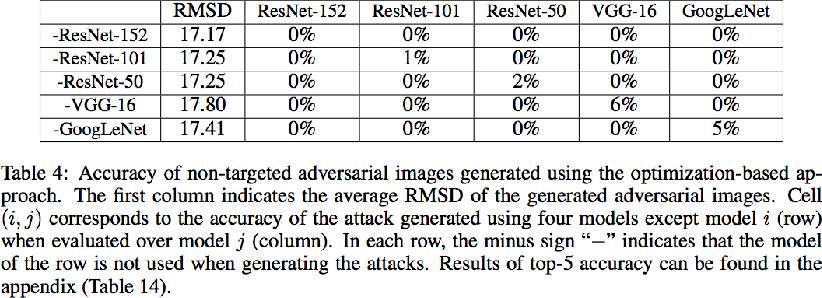 RMSD ResNet-152 ResNet-101 ResNet-50 VGG-16 GoogLeNet
-ResNet-152 17.17 0% 0% 0% 0% 0%
-ResNet-101 17.25 0% 1% 0% 0% 0%
-ResNet-50 17.25 0% 0% 2% 0% 0%
-VGG-16 17.80 0% 0% 0% 6% 0%
-GoogLeNet 17.41 0% 0% 0% 0% 5%
Table 4: Accuracy of non-targeted adversarial images generated using the optimization-based ap-
proach. The first column indicates the average RMSD of the generated adversarial images. Cell
(i, j) corresponds to the accuracy of the attack generated using four models except model i (row)
when evaluated over model j (column). In each row, the minus sign “−” indicates that the model
of the row is not used when generating the attacks. Results of top-5 accuracy can be found in the
appendix (Table 14).